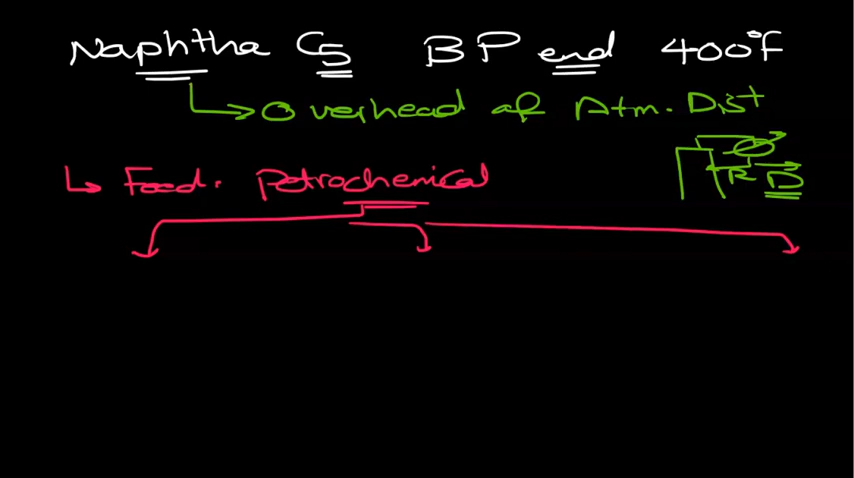 Naphtha C5 BP end 400°F
Overhead of Atm. Dist
R D
Feed. Petrochemical